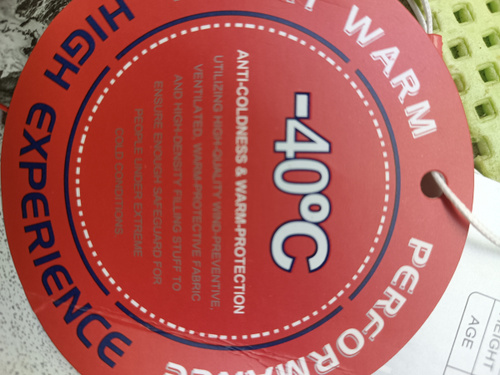 WARM
PERFORMANCE
-40°C
ANTI-COLDNESS & WARM-PROTECTION
UTILIZING HIGH-QUALITY WIND-PREVENTIVE,
VENTILATED, WARM-PROTECTIVE FABRIC
AND HIGH-DENSITY FILLING STUFF TO
ENSURE ENOUGH SAFEGUARD FOR
PEOPLE UNDER EXTREME
COLD CONDITIONS
HIGH EXPERIENCE
AGE